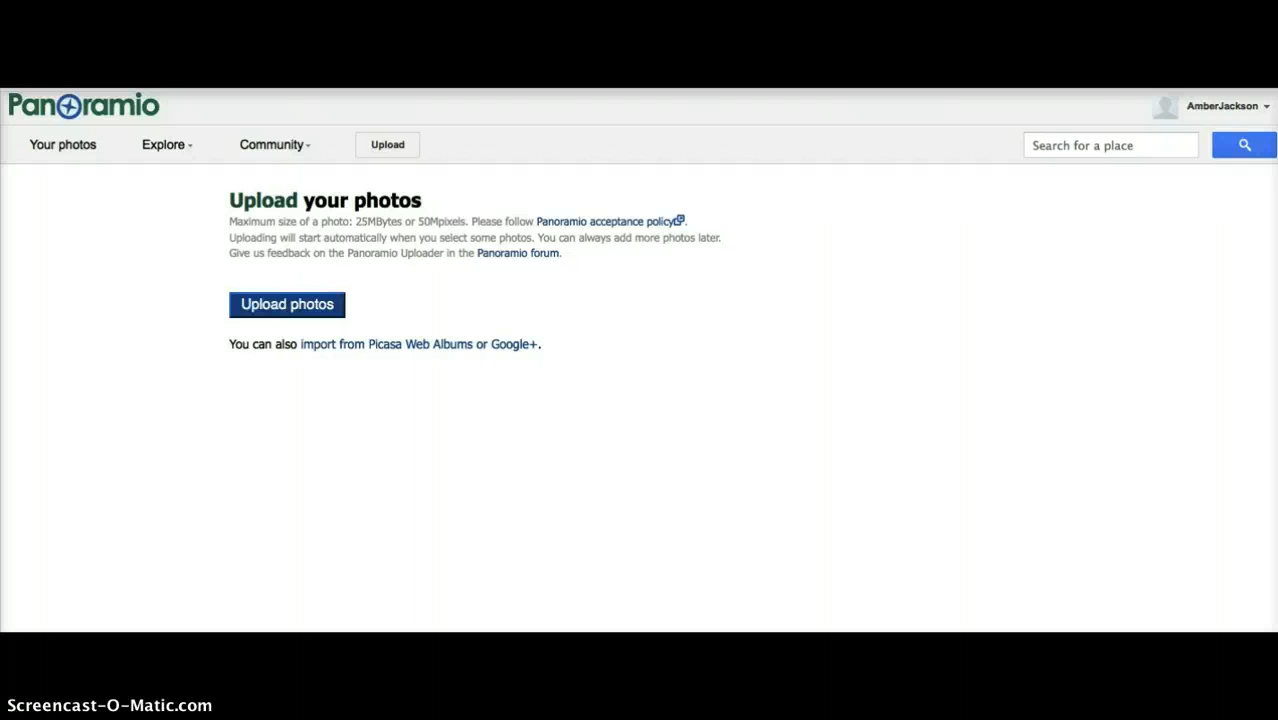 Panoramio
AmberJackson
Your photos Explore Community Upload Search for a place
Upload your photos
Maximum size of a photo: 25MBytes or 50Mpixels. Please follow Panoramio acceptance policy.
Uploading will start automatically when you select some photos. You can always add more photos later.
Give us feedback on the Panoramio Uploader in the Panoramio forum.
Upload photos
You can also import from Picasa Web Albums or Google+.
Screencast-O-Matic.com